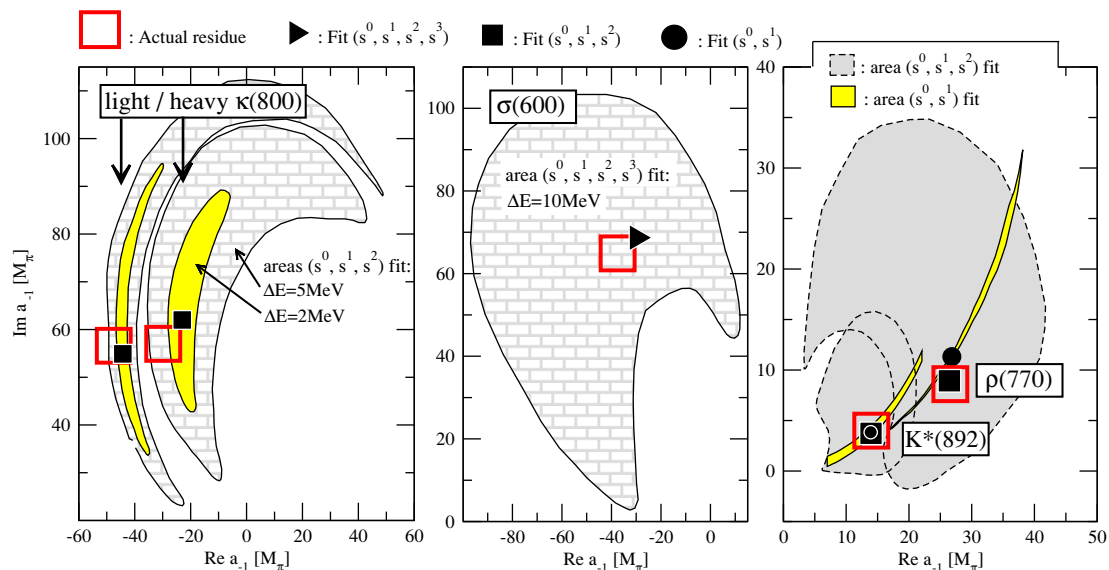 : Actual residue
: Fit (s⁰, s¹, s², s³)
: Fit (s⁰, s¹, s²)
: Fit (s⁰, s¹)
light / heavy κ(800)
areas (s⁰, s¹, s²) fit:
ΔE=5MeV
ΔE=2MeV
Im a₋₁ [M_π]
40
60
80
100
-60
-40
-20
0
20
40
60
Re a₋₁ [M_π]
σ(600)
area (s⁰, s¹, s², s³) fit:
ΔE=10MeV
0
20
40
60
80
100
-80
-60
-40
-20
0
Re a₋₁ [M_π]
: area (s⁰, s¹, s²) fit
: area (s⁰, s¹) fit
ρ(770)
K*(892)
0
10
20
30
40
0
10
20
30
40
50
Re a₋₁ [M_π]